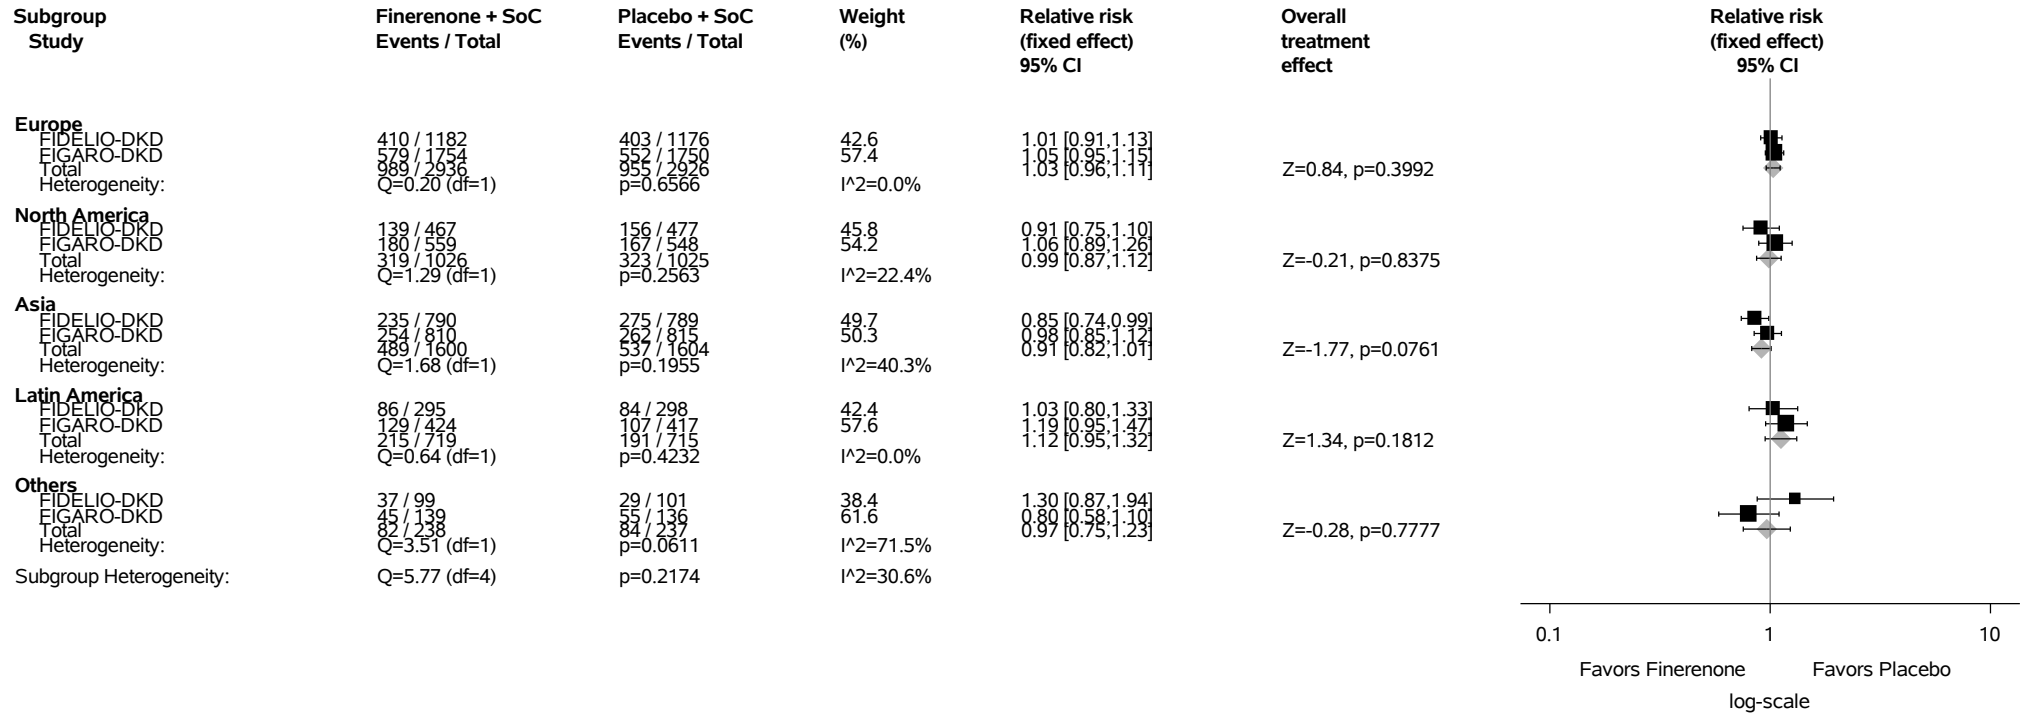 Subgroup Finerenone + SoC Placebo + SoC Weight Relative risk Overall Relative risk
Study Events / Total Events / Total (%) (fixed effect) treatment (fixed effect)
95% CI effect 95% CI
Europe
FIDELIO-DKD 410 / 1182 403 / 1176 42.6 1.01 [0.91,1.13]
FIGARO-DKD 579 / 1754 552 / 1750 57.4 1.05 [0.95,1.15]
Total 989 / 2936 955 / 2926 1.03 [0.96,1.11] Z=0.84, p=0.3992
Heterogeneity: Q=0.20 (df=1) p=0.6566 I^2=0.0%
North America
FIDELIO-DKD 139 / 467 156 / 477 45.8 0.91 [0.75,1.10]
FIGARO-DKD 180 / 559 167 / 548 54.2 1.06 [0.89,1.26]
Total 319 / 1026 323 / 1025 0.99 [0.87,1.12] Z=-0.21, p=0.8375
Heterogeneity: Q=1.29 (df=1) p=0.2563 I^2=22.4%
Asia
FIDELIO-DKD 235 / 790 275 / 789 49.7 0.85 [0.74,0.99]
FIGARO-DKD 254 / 810 262 / 815 50.3 0.98 [0.85,1.12]
Total 489 / 1600 537 / 1604 0.91 [0.82,1.01] Z=-1.77, p=0.0761
Heterogeneity: Q=1.68 (df=1) p=0.1955 I^2=40.3%
Latin America
FIDELIO-DKD 86 / 295 84 / 298 42.4 1.03 [0.80,1.33]
FIGARO-DKD 129 / 424 107 / 417 57.6 1.19 [0.95,1.47]
Total 215 / 719 191 / 715 1.12 [0.95,1.32] Z=1.34, p=0.1812
Heterogeneity: Q=0.64 (df=1) p=0.4232 I^2=0.0%
Others
FIDELIO-DKD 37 / 99 29 / 101 38.4 1.30 [0.87,1.94]
FIGARO-DKD 45 / 139 55 / 136 61.6 0.80 [0.58,1.10]
Total 82 / 238 84 / 237 0.97 [0.75,1.23] Z=-0.28, p=0.7777
Heterogeneity: Q=3.51 (df=1) p=0.0611 I^2=71.5%
Subgroup Heterogeneity: Q=5.77 (df=4) p=0.2174 I^2=30.6%
0.1 1 10
Favors Finerenone Favors Placebo
log-scale